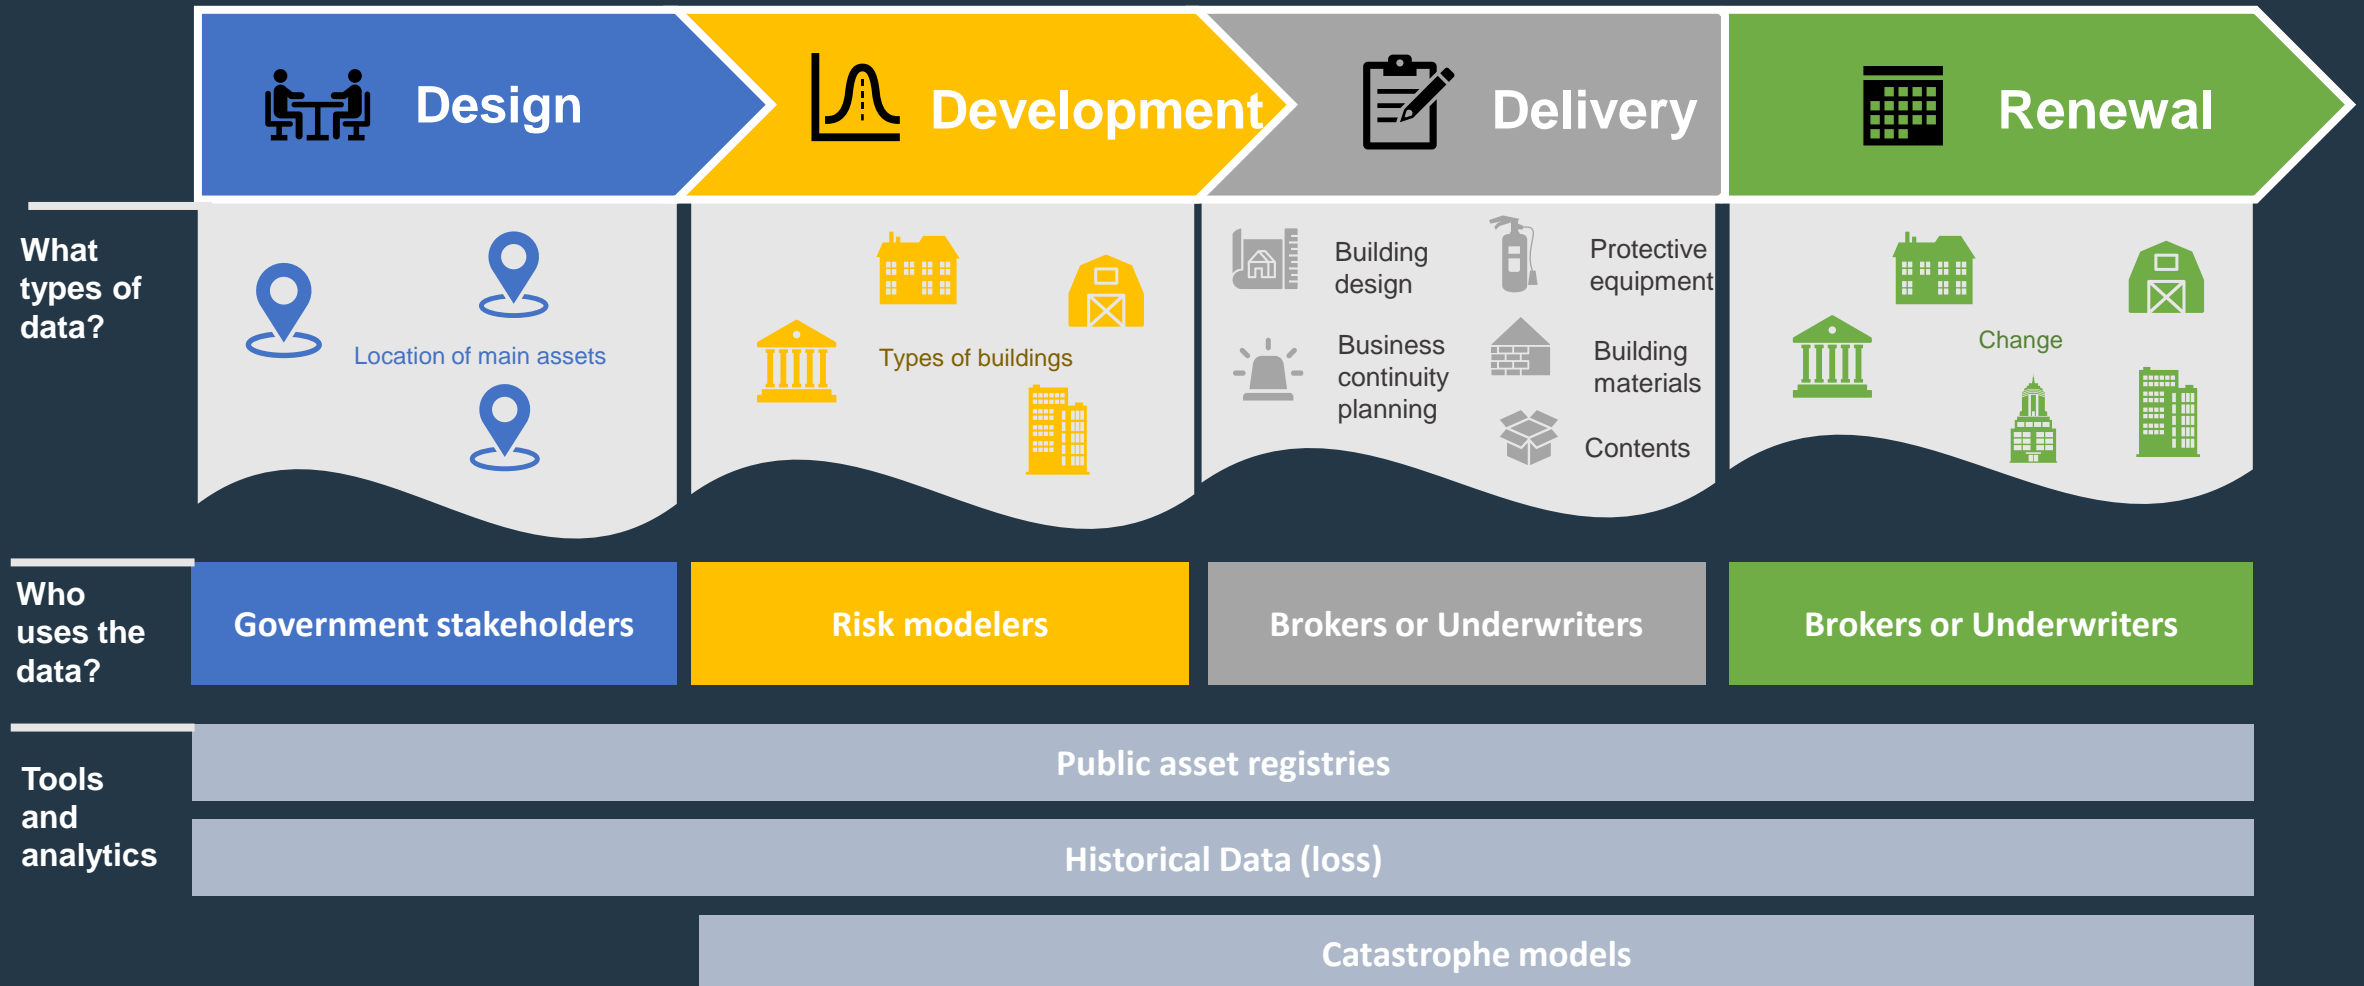 Design
Development
Delivery
Renewal
What
types of
data?
Location of main assets
Types of buildings
Building
design
Protective
equipment
Business
continuity
planning
Building
materials
Contents
Change
Who
uses the
data?
Government stakeholders
Risk modelers
Brokers or Underwriters
Brokers or Underwriters
Tools
and
analytics
Public asset registries
Historical Data (loss)
Catastrophe models